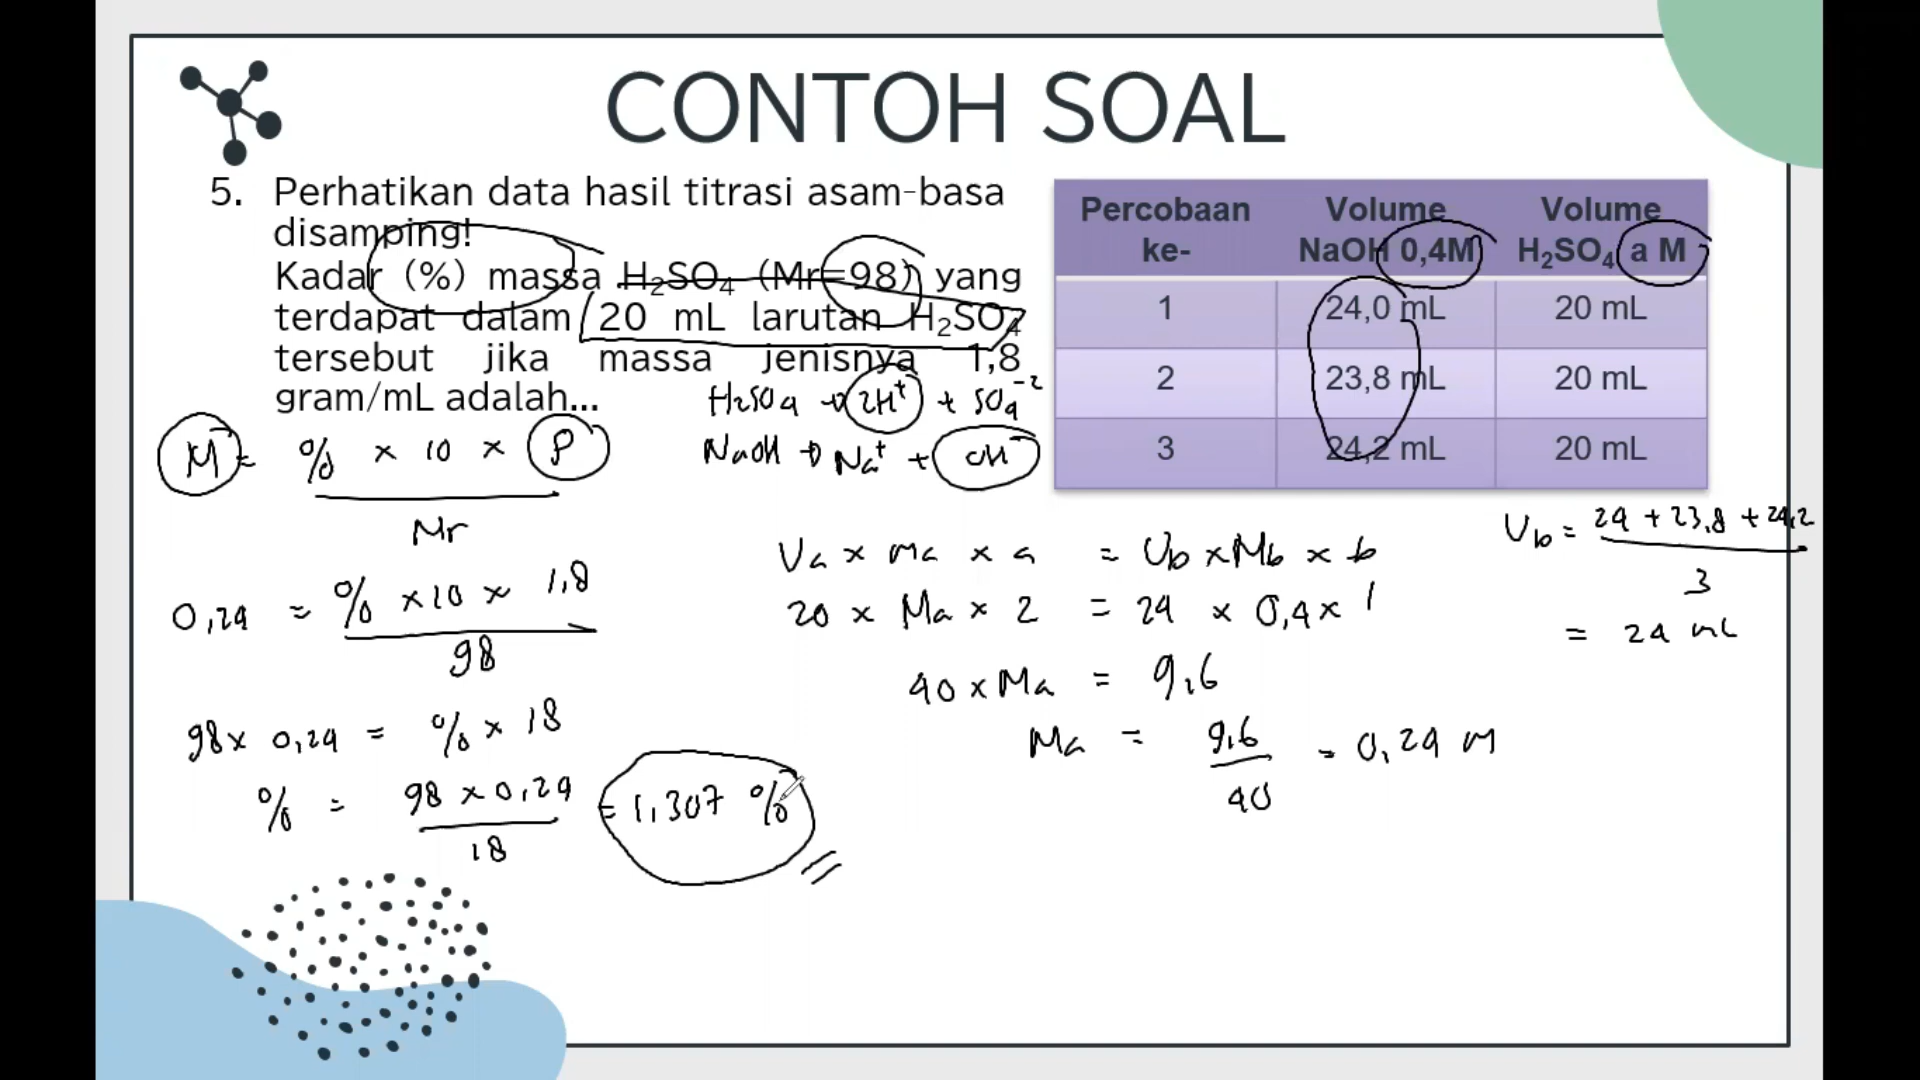 CONTOH SOAL
5. Perhatikan data hasil titrasi asam-basa
disamping!
Kadar (%) massa H₂SO₄ (Mr=98) yang
terdapat dalam 20 mL larutan H₂SO₄
tersebut jika massa jenisnya 1,8
gram/mL adalah...
Percobaan ke- Volume NaOH 0,4M Volume H₂SO₄ a M
1 24,0 mL 20 mL
2 23,8 mL 20 mL
3 24,2 mL 20 mL
H₂SO₄ → 2H⁺ + SO₄⁻²
NaOH → Na⁺ + OH⁻
M = % × 10 × ρ
Mr
0,24 = % × 10 × 1,8
98
98 × 0,24 = % × 18
% = 98 × 0,24
18
= 1,307 %
Va × Ma × a = Vb × Mb × b
20 × Ma × 2 = 24 × 0,4 × 1
40 × Ma = 9,6
Ma = 9,6
40
= 0,24 M
Vb = 24 + 23,8 + 24,2
3
= 24 mL